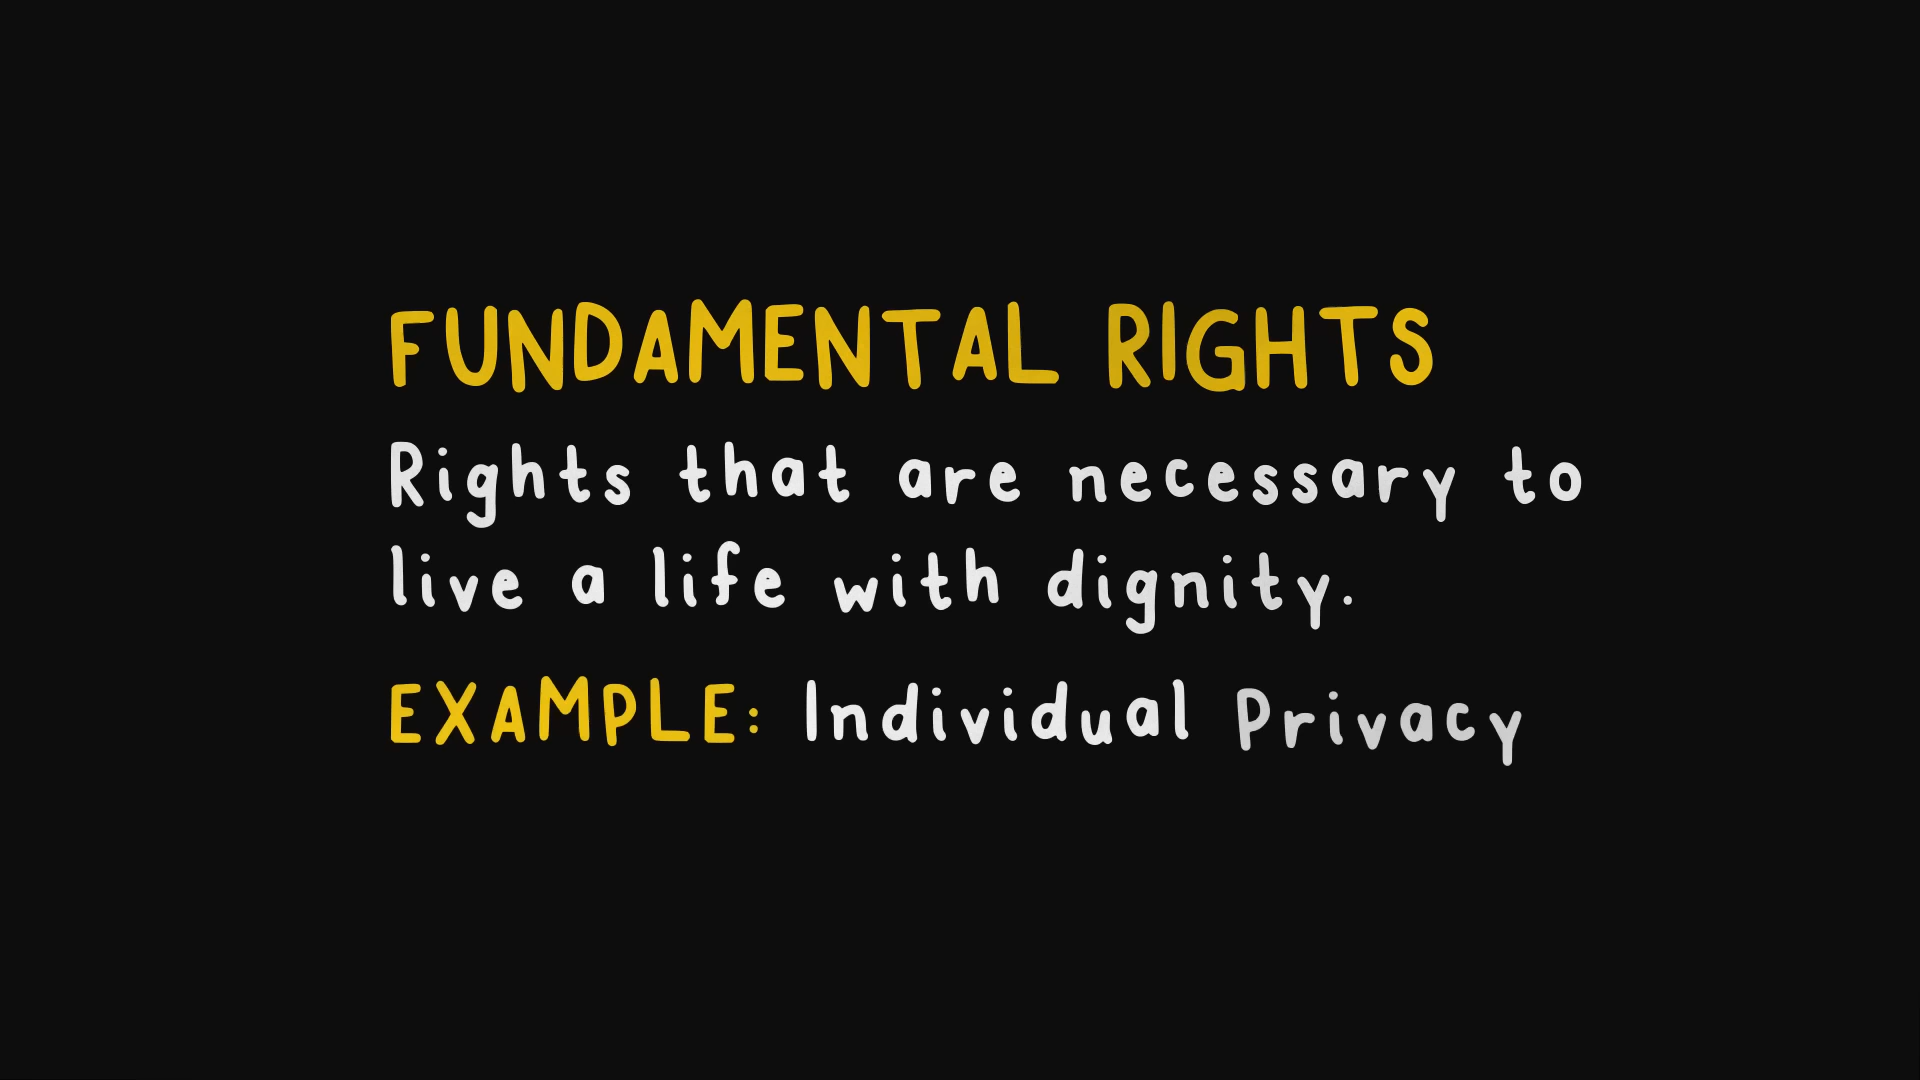 FUNDAMENTAL RIGHTS
Rights that are necessary to
live a life with dignity.
EXAMPLE: Individual Privacy